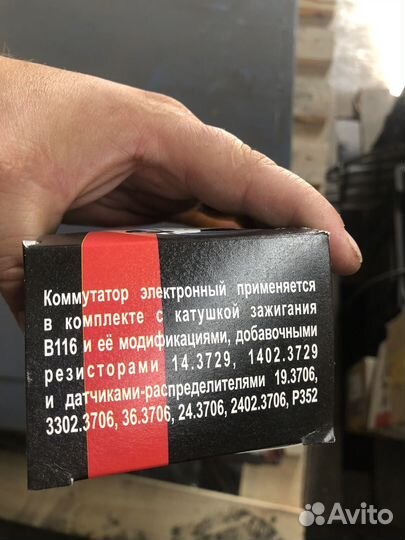 Коммутатор электронный применяется
в комплекте с катушкой зажигания
В116 и её модификациями, добавочными
резисторами 14.3729, 1402.3729
и датчиками-распределителями 19.3706,
3302.3706, 36.3706, 24.3706, 2402.3706, Р352
Avito